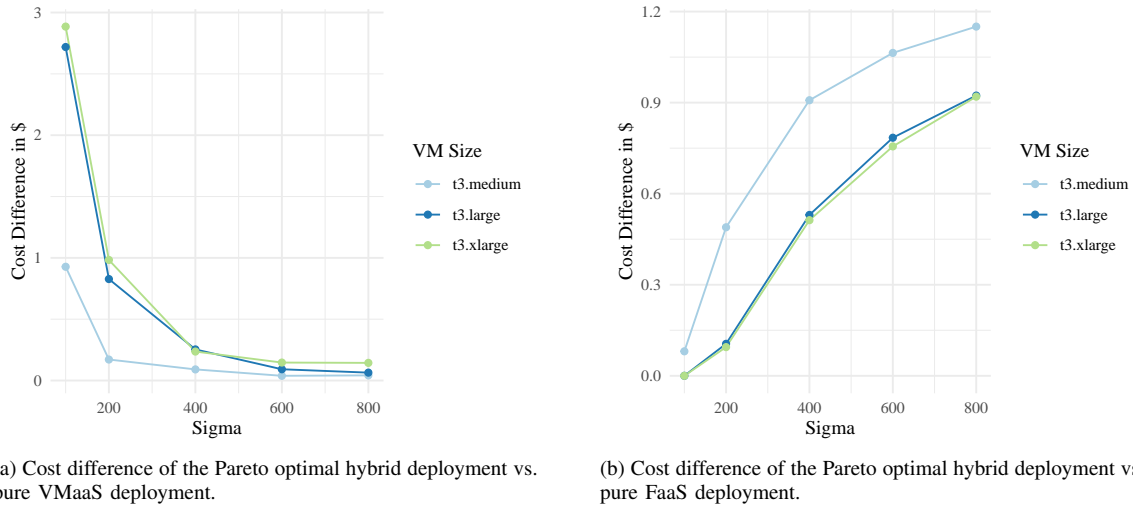 3
2
1
0
Cost Difference in $
200 400 600 800
Sigma
VM Size
t3.medium
t3.large
t3.xlarge
a) Cost difference of the Pareto optimal hybrid deployment vs.
pure VMaaS deployment.
1.2
0.9
0.6
0.3
0.0
Cost Difference in $
200 400 600 800
Sigma
VM Size
t3.medium
t3.large
t3.xlarge
(b) Cost difference of the Pareto optimal hybrid deployment vs
pure FaaS deployment.